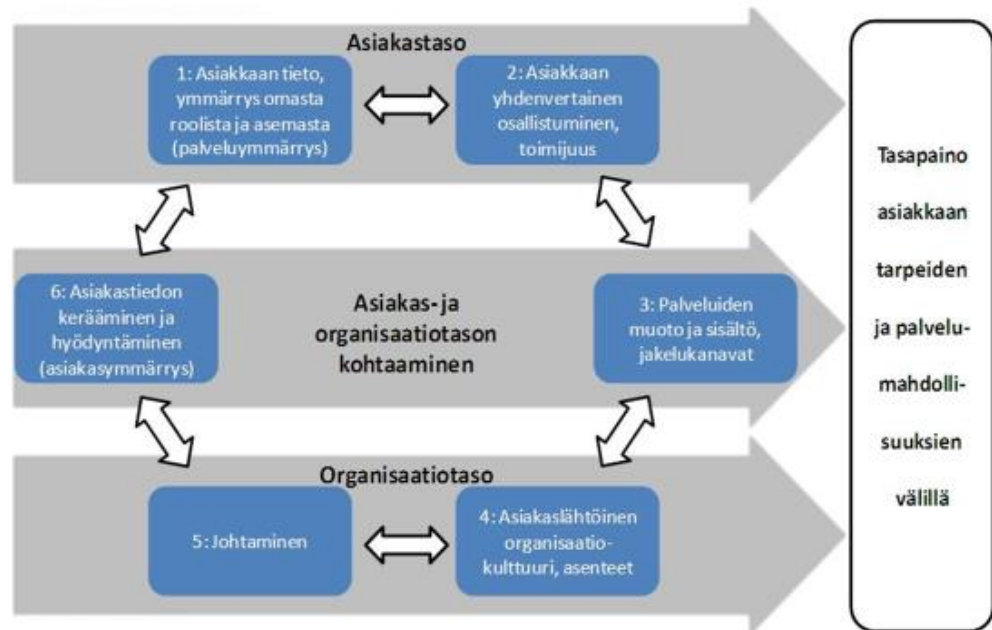 Asiakastaso
1: Asiakkaan tieto,
ymmärrys omasta
roolista ja asemasta
(palveluymmärrys)
2: Asiakkaan
yhdenvertainen
osallistuminen,
toimijuus
6: Asiakastiedon
kerääminen ja
hyödyntäminen
(asiakasymmärrys)
Asiakas- ja
organisaatiotason
kohtaaminen
3: Palveluiden
muoto ja sisältö,
jakelukanavat
Organisaatiotaso
5: Johtaminen
4: Asiakaslähtöinen
organisaatio-
kulttuuri, asenteet
Tasapaino
asiakkaan
tarpeiden
ja palvelu-
mahdolli-
suuksien
välillä